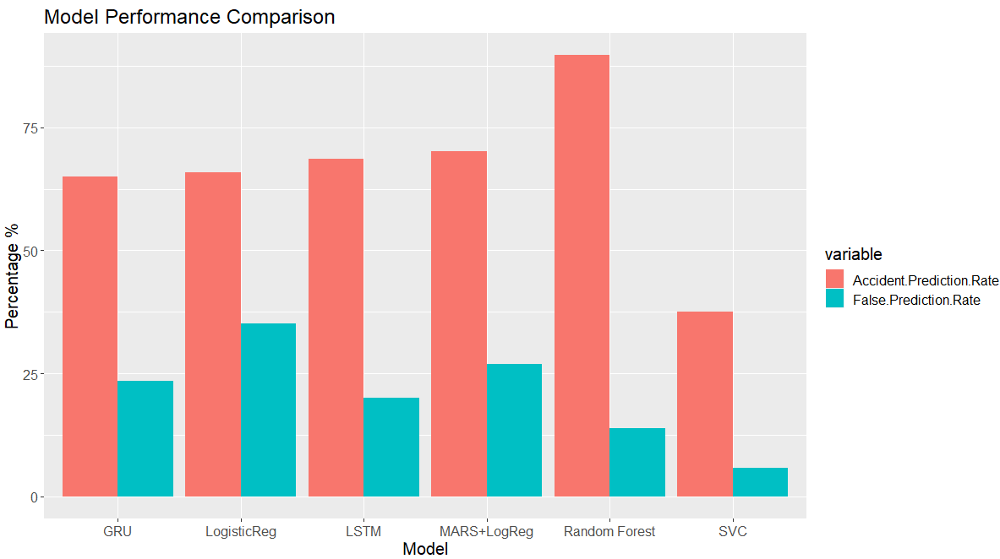 Model Performance Comparison
Percentage %
75
50
25
0
GRU
LogisticReg
LSTM
MARS+LogReg
Random Forest
SVC
Model
variable
Accident.Prediction.Rate
False.Prediction.Rate